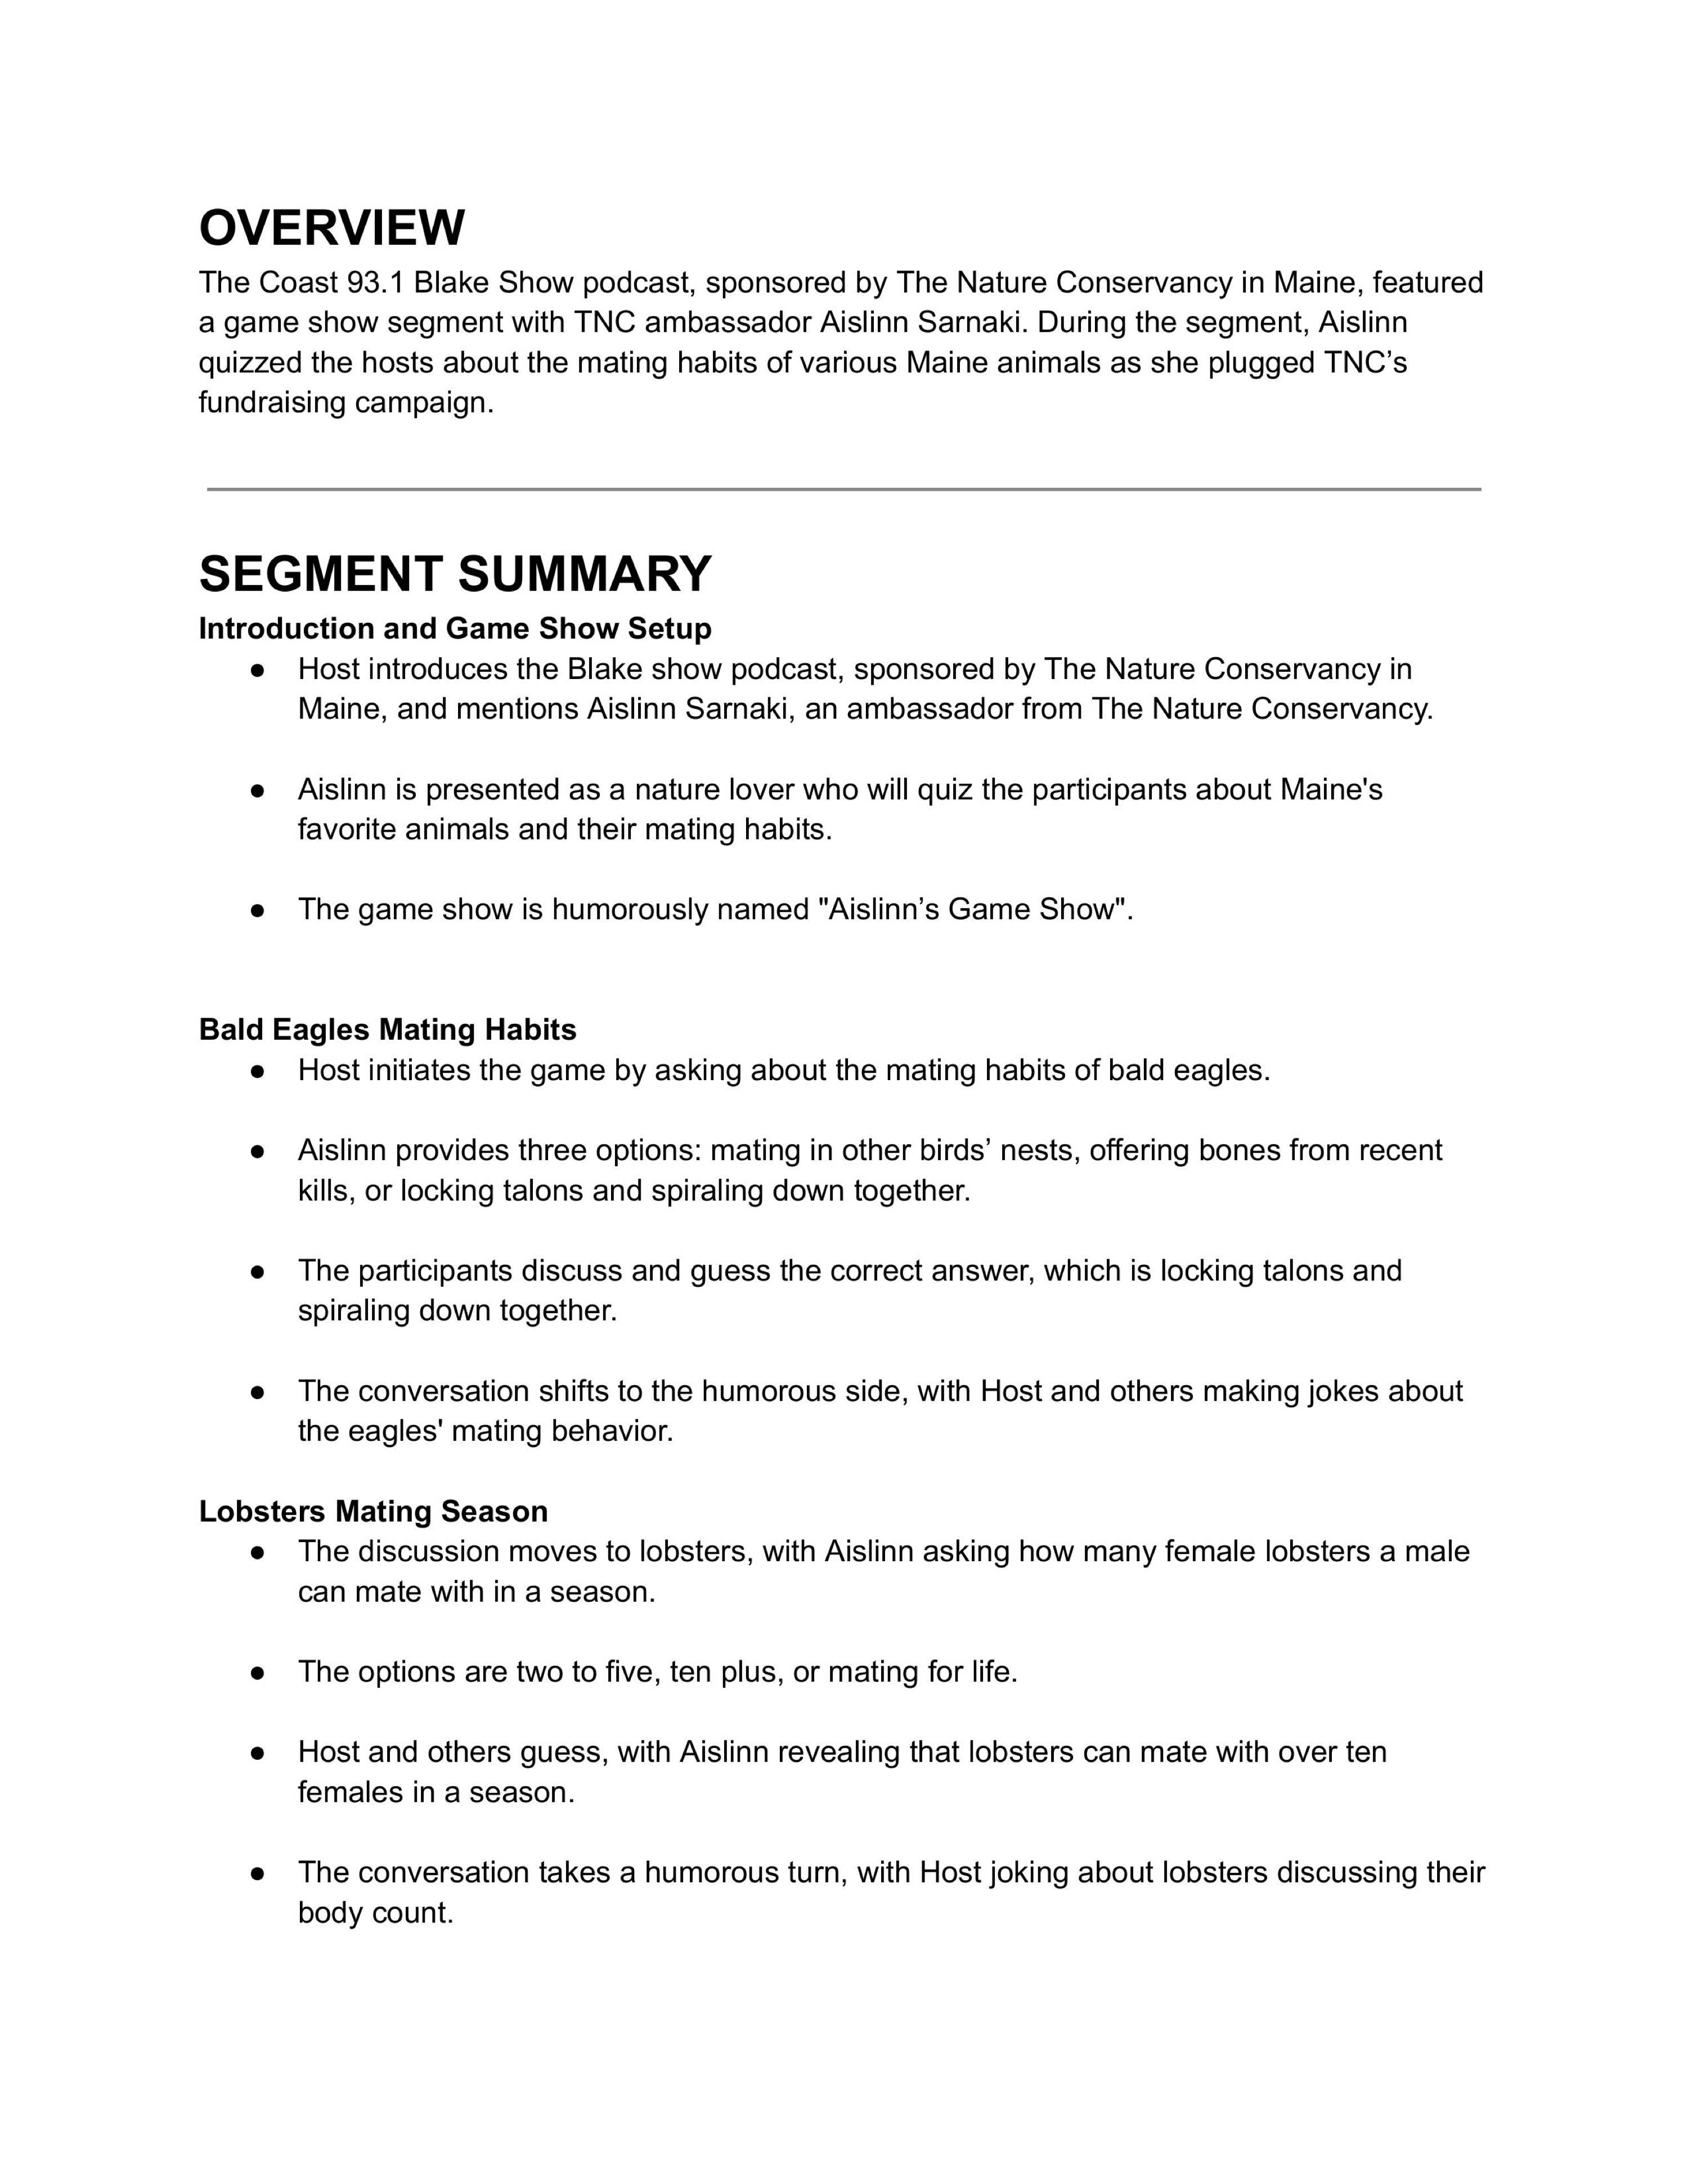 OVERVIEW
The Coast 93.1 Blake Show podcast, sponsored by The Nature Conservancy in Maine, featured
a game show segment with TNC ambassador Aislinn Sarnaki. During the segment, Aislinn
quizzed the hosts about the mating habits of various Maine animals as she plugged TNC’s
fundraising campaign.
SEGMENT SUMMARY
Introduction and Game Show Setup
● Host introduces the Blake show podcast, sponsored by The Nature Conservancy in
Maine, and mentions Aislinn Sarnaki, an ambassador from The Nature Conservancy.
● Aislinn is presented as a nature lover who will quiz the participants about Maine's
favorite animals and their mating habits.
● The game show is humorously named "Aislinn’s Game Show".
Bald Eagles Mating Habits
● Host initiates the game by asking about the mating habits of bald eagles.
● Aislinn provides three options: mating in other birds’ nests, offering bones from recent
kills, or locking talons and spiraling down together.
● The participants discuss and guess the correct answer, which is locking talons and
spiraling down together.
● The conversation shifts to the humorous side, with Host and others making jokes about
the eagles' mating behavior.
Lobsters Mating Season
● The discussion moves to lobsters, with Aislinn asking how many female lobsters a male
can mate with in a season.
● The options are two to five, ten plus, or mating for life.
● Host and others guess, with Aislinn revealing that lobsters can mate with over ten
females in a season.
● The conversation takes a humorous turn, with Host joking about lobsters discussing their
body count.